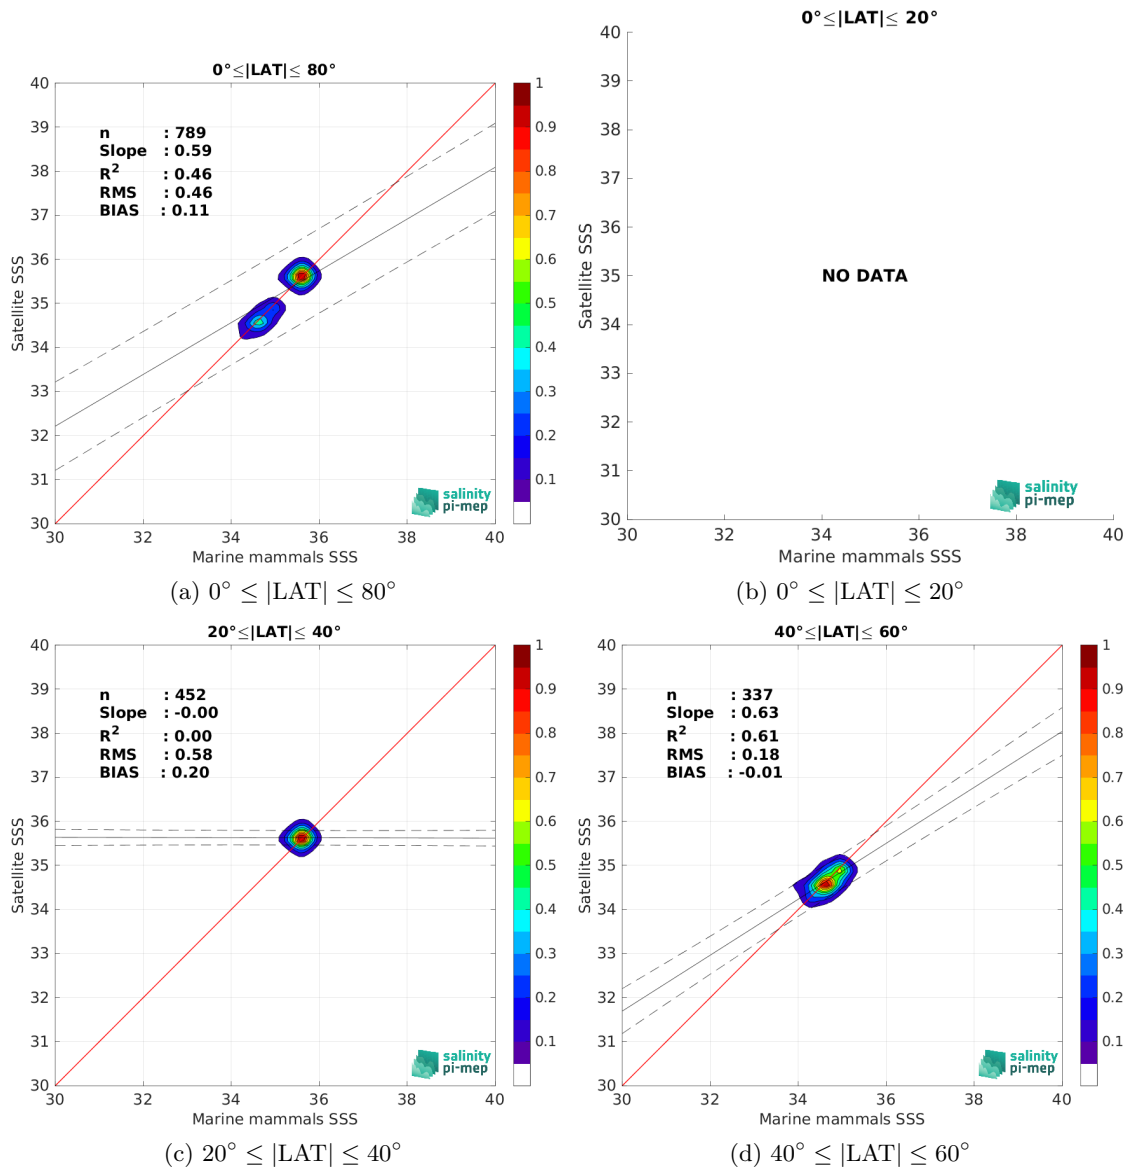 0°≤|LAT|≤ 80°
40
39
38
37
36
35
34
33
32
31
30
Satellite SSS
n : 789
Slope : 0.59
R² : 0.46
RMS : 0.46
BIAS : 0.11
salinity
pi-mep
30 32 34 36 38 40
Marine mammals SSS
1
0.9
0.8
0.7
0.6
0.5
0.4
0.3
0.2
0.1
(a) 0° ≤ |LAT| ≤ 80°
0°≤|LAT|≤ 20°
40
39
38
37
36
35
34
33
32
31
30
Satellite SSS
NO DATA
salinity
pi-mep
30 32 34 36 38 40
Marine mammals SSS
(b) 0° ≤ |LAT| ≤ 20°
20°≤|LAT|≤ 40°
40
39
38
37
36
35
34
33
32
31
30
Satellite SSS
n : 452
Slope : -0.00
R² : 0.00
RMS : 0.58
BIAS : 0.20
salinity
pi-mep
30 32 34 36 38 40
Marine mammals SSS
1
0.9
0.8
0.7
0.6
0.5
0.4
0.3
0.2
0.1
(c) 20° ≤ |LAT| ≤ 40°
40°≤|LAT|≤ 60°
40
39
38
37
36
35
34
33
32
31
30
Satellite SSS
n : 337
Slope : 0.63
R² : 0.61
RMS : 0.18
BIAS : -0.01
salinity
pi-mep
30 32 34 36 38 40
Marine mammals SSS
1
0.9
0.8
0.7
0.6
0.5
0.4
0.3
0.2
0.1
(d) 40° ≤ |LAT| ≤ 60°